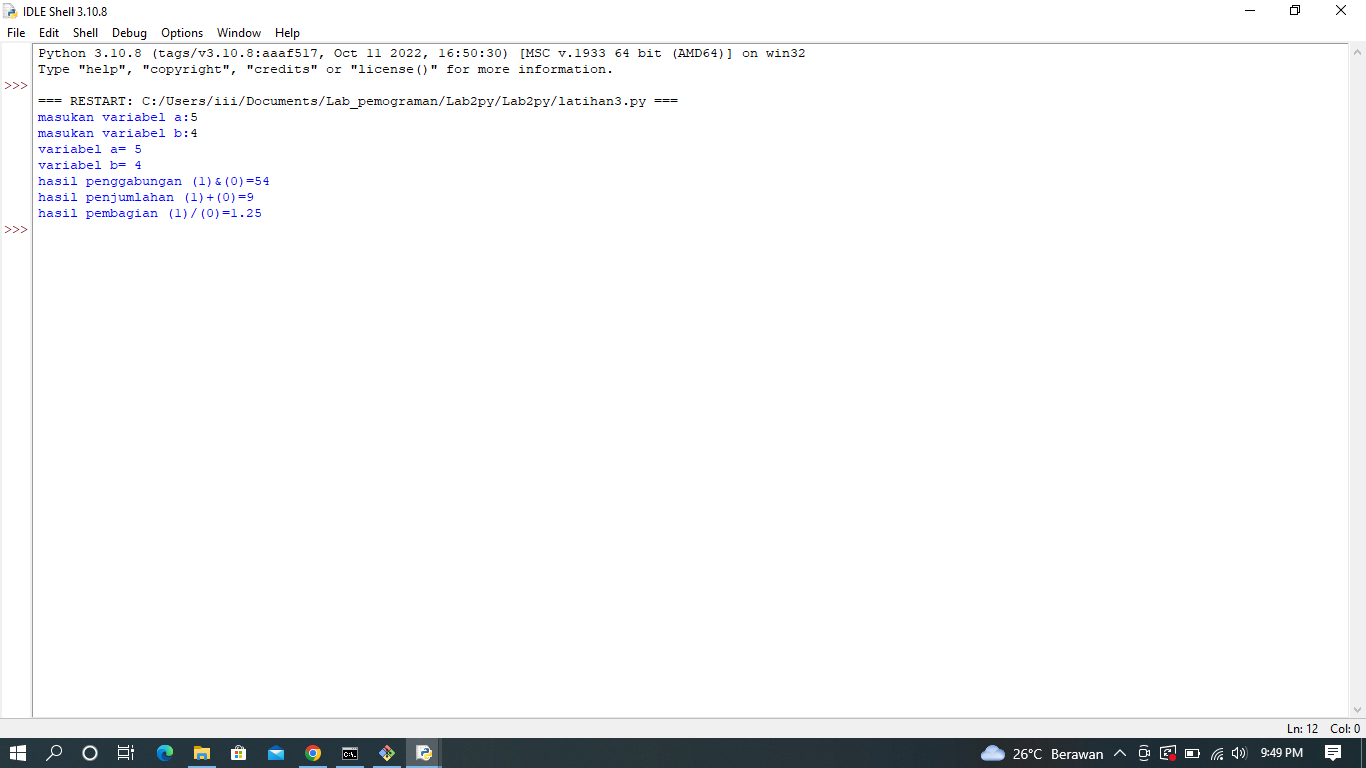 IDLE Shell 3.10.8
File Edit Shell Debug Options Window Help
Python 3.10.8 (tags/v3.10.8:aaaf517, Oct 11 2022, 16:50:30) [MSC v.1933 64 bit (AMD64)] on win32
Type "help", "copyright", "credits" or "license()" for more information.
>>>
=== RESTART: C:/Users/iii/Documents/Lab_pemograman/Lab2py/Lab2py/latihan3.py ===
masukan variabel a:5
masukan variabel b:4
variabel a= 5
variabel b= 4
hasil penggabungan (1)&(0)=54
hasil penjumlahan (1)+(0)=9
hasil pembagian (1)/(0)=1.25
>>>
Ln: 12 Col: 0
26°C Berawan 9:49 PM